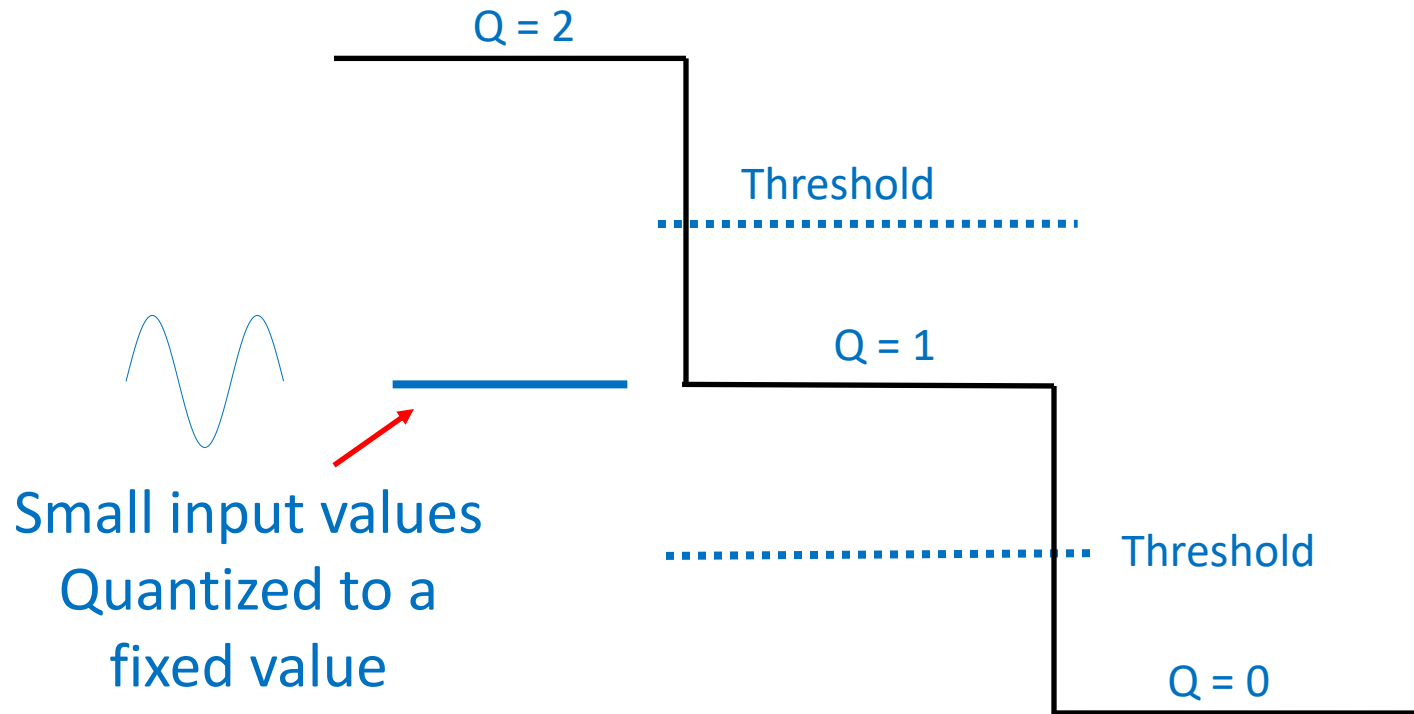 Q = 2
Threshold
Q = 1
Small input values
Quantized to a
fixed value
Threshold
Q = 0